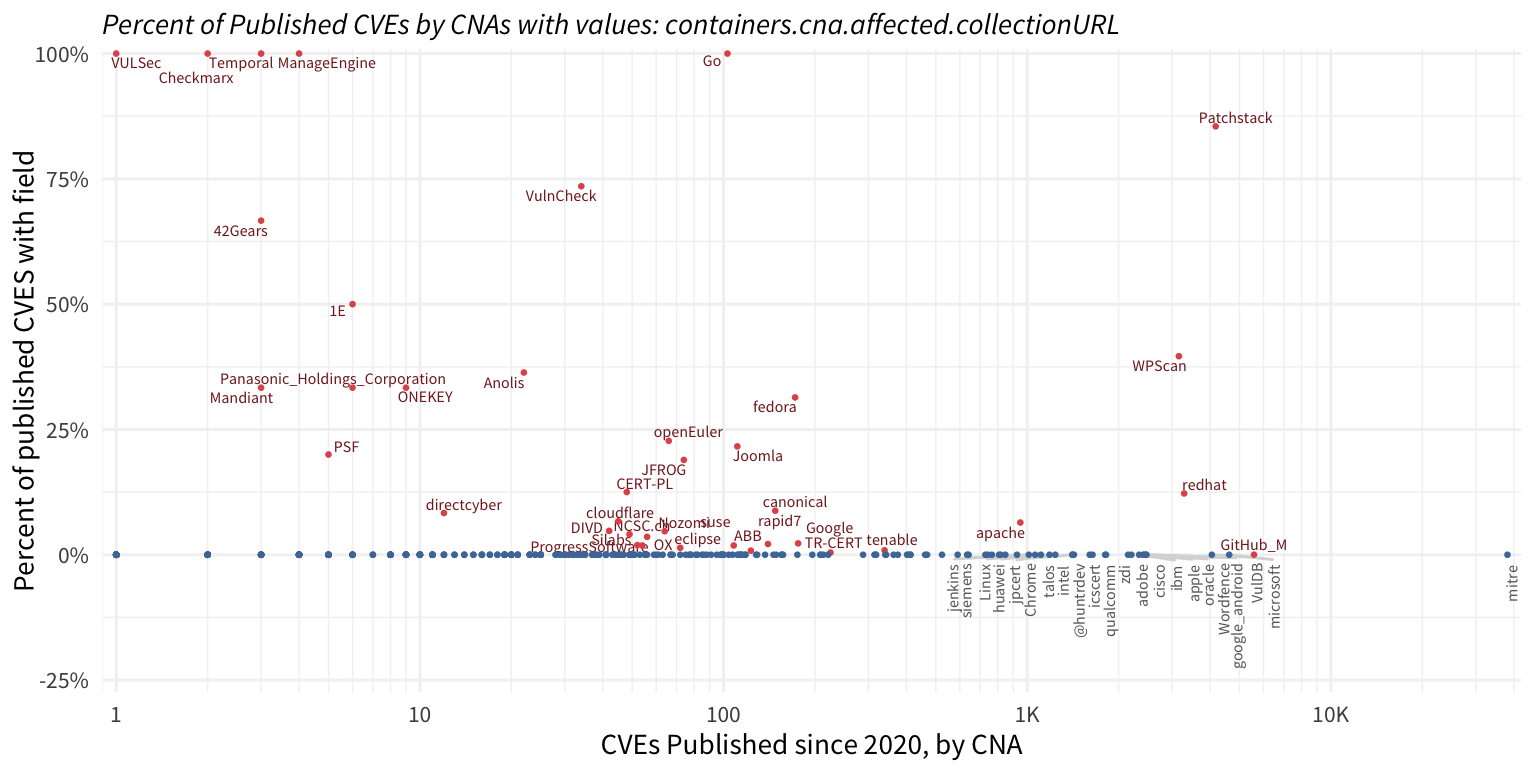 Percent of Published CVEs by CNAs with values: containers.cna.affected.collectionURL
Percent of published CVES with field
100%
75%
50%
25%
0%
-25%
VULSec
Checkmarx
Temporal
ManageEngine
Go
Patchstack
VulnCheck
42Gears
1E
WPScan
Panasonic_Holdings_Corporation
Mandiant
ONEKEY
Anolis
fedora
openEuler
Joomla
PSF
JFROG
CERT-PL
redhat
directcyber
canonical
cloudflare
DIVD
NCSC.ch
Nozomi
suse
rapid7
Google
apache
Silabs
OX
eclipse
ABB
TR-CERT
tenable
ProgressSoftware
GitHub_M
jenkins
siemens
Linux
huawei
jpcert
Chrome
talos
intel
@huntrdev
icscert
qualcomm
zdi
adobe
cisco
ibm
apple
oracle
Wordfence
google_android
VulDB
microsoft
mitre
1
10
100
1K
10K
CVEs Published since 2020, by CNA